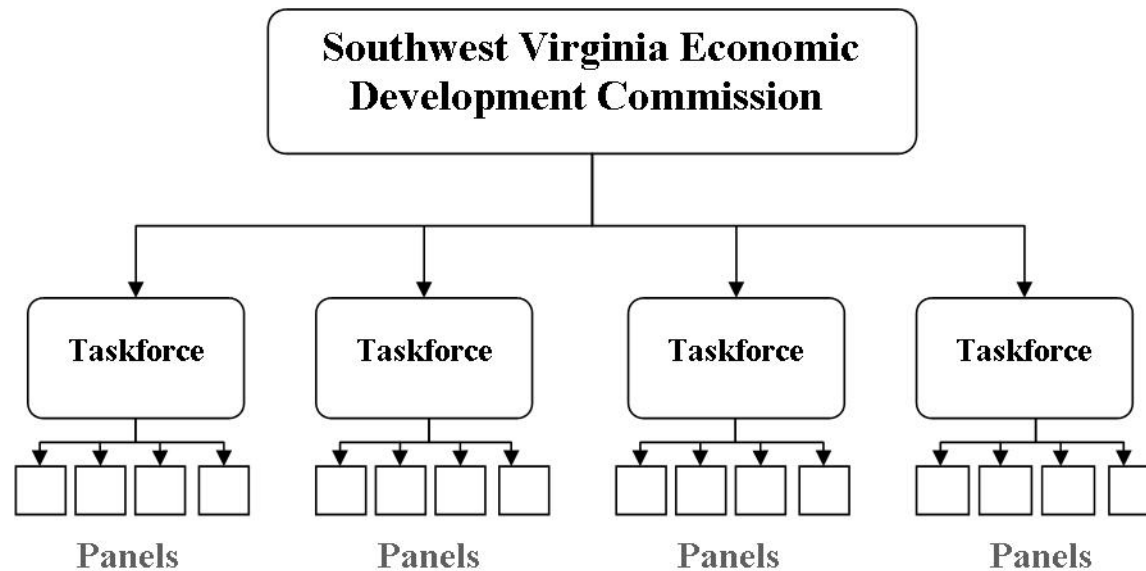 Southwest Virginia Economic
Development Commission
Taskforce
Taskforce
Taskforce
Taskforce
Panels
Panels
Panels
Panels